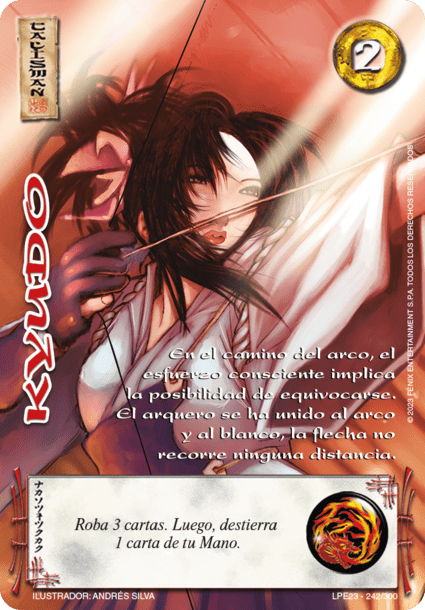 TALISMAN
2
KYUDO
En el camino del arco, el
esfuerzo consciente implica
la posibilidad de equivocarse.
El arquero se ha unido al arco
y al blanco, la flecha no
recorre ninguna distancia.
© 2023 FÉNIX ENTERTAINMENT S.P.A. TODOS LOS DERECHOS RESERVADOS
Roba 3 cartas. Luego, destierra
1 carta de tu Mano.
ILUSTRADOR: ANDRÉS SILVA
LPE23 - 242/300